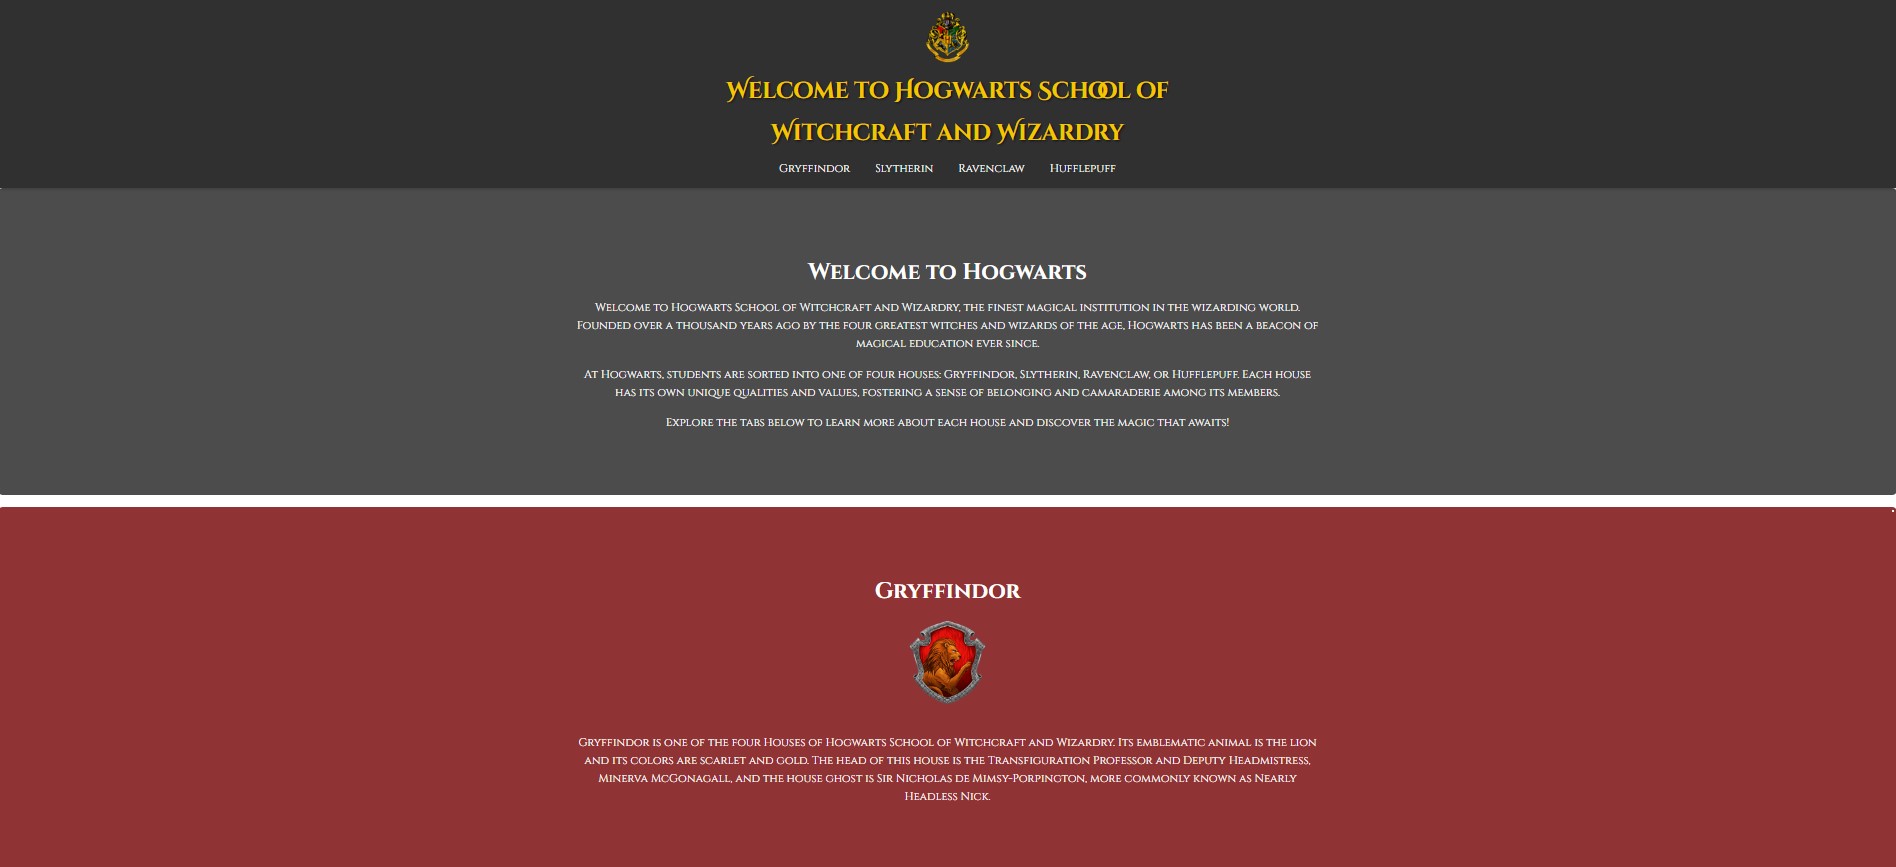 Welcome to Hogwarts School of
Witchcraft and Wizardry
Gryffindor Slytherin Ravenclaw Hufflepuff
Welcome to Hogwarts
Welcome to Hogwarts School of Witchcraft and Wizardry, the finest magical institution in the wizarding world.
Founded over a thousand years ago by the four greatest witches and wizards of the age, Hogwarts has been a beacon of
magical education ever since.
At Hogwarts, students are sorted into one of four houses: Gryffindor, Slytherin, Ravenclaw, or Hufflepuff. Each house
has its own unique qualities and values, fostering a sense of belonging and camaraderie among its members.
Explore the tabs below to learn more about each house and discover the magic that awaits!
Gryffindor
Gryffindor is one of the four Houses of Hogwarts School of Witchcraft and Wizardry. Its emblematic animal is the lion
and its colors are scarlet and gold. The head of this house is the Transfiguration Professor and Deputy Headmistress,
Minerva McGonagall, and the house ghost is Sir Nicholas de Mimsy-Porpington, more commonly known as Nearly
Headless Nick.